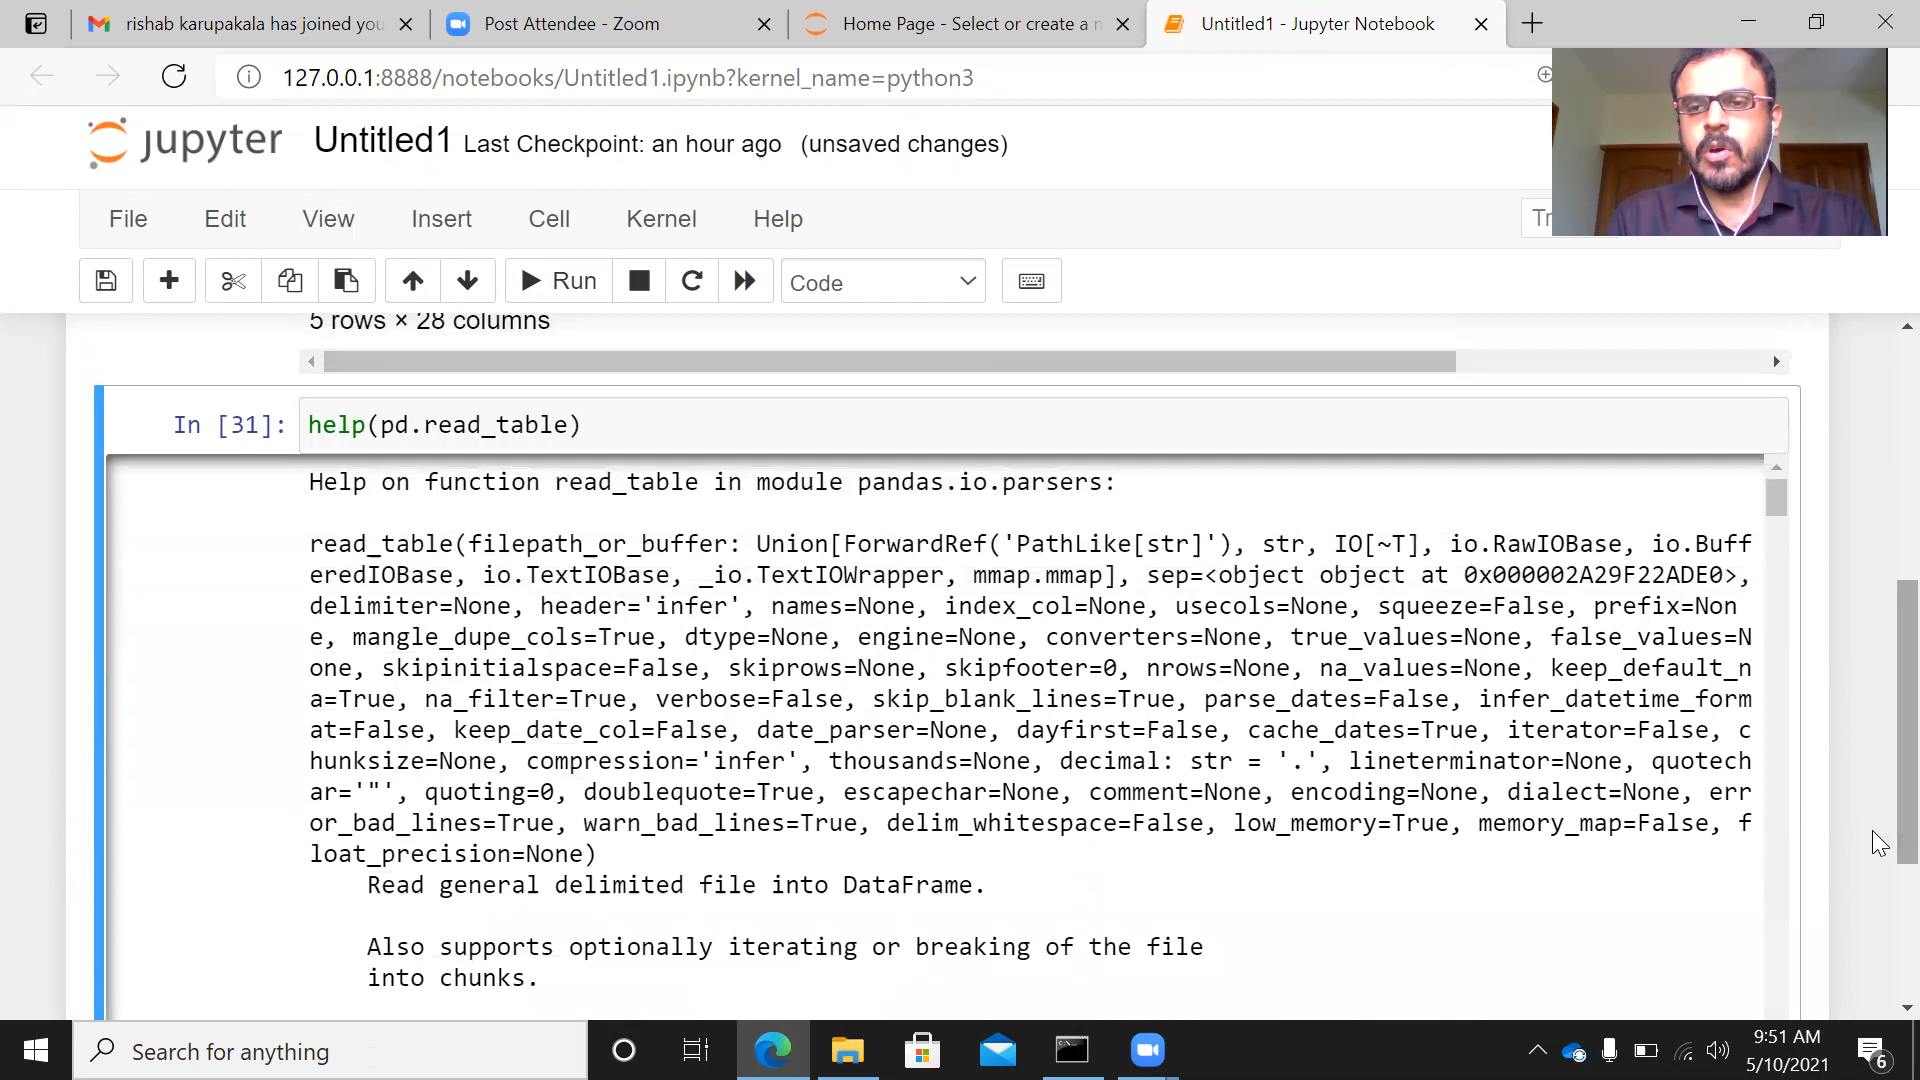 rishab karupakala has joined you
Post Attendee - Zoom
Home Page - Select or create a n
Untitled1 - Jupyter Notebook
127.0.0.1:8888/notebooks/Untitled1.ipynb?kernel_name=python3
jupyter Untitled1 Last Checkpoint: an hour ago (unsaved changes)
File Edit View Insert Cell Kernel Help Tr
Run Code
5 rows × 28 columns
In [31]: help(pd.read_table)
Help on function read_table in module pandas.io.parsers:
read_table(filepath_or_buffer: Union[ForwardRef('PathLike[str]'), str, IO[~T], io.RawIOBase, io.Buff
eredIOBase, io.TextIOBase, _io.TextIOWrapper, mmap.mmap], sep=<object object at 0x000002A29F22ADE0>,
delimiter=None, header='infer', names=None, index_col=None, usecols=None, squeeze=False, prefix=Non
e, mangle_dupe_cols=True, dtype=None, engine=None, converters=None, true_values=None, false_values=N
one, skipinitialspace=False, skiprows=None, skipfooter=0, nrows=None, na_values=None, keep_default_n
a=True, na_filter=True, verbose=False, skip_blank_lines=True, parse_dates=False, infer_datetime_form
at=False, keep_date_col=False, date_parser=None, dayfirst=False, cache_dates=True, iterator=False, c
hunksize=None, compression='infer', thousands=None, decimal: str = '.', lineterminator=None, quotech
ar='"', quoting=0, doublequote=True, escapechar=None, comment=None, encoding=None, dialect=None, err
or_bad_lines=True, warn_bad_lines=True, delim_whitespace=False, low_memory=True, memory_map=False, f
loat_precision=None)
Read general delimited file into DataFrame.
Also supports optionally iterating or breaking of the file
into chunks.
Search for anything
9:51 AM
5/10/2021
6